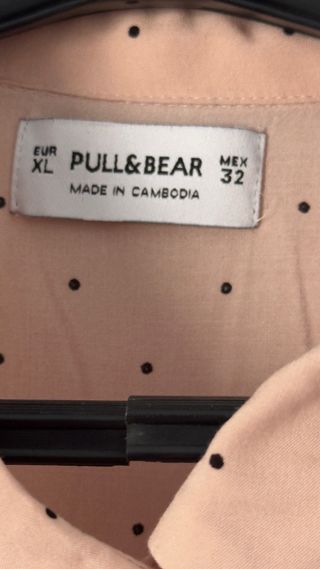 EUR
XL
PULL&BEAR
MADE IN CAMBODIA
MEX
32